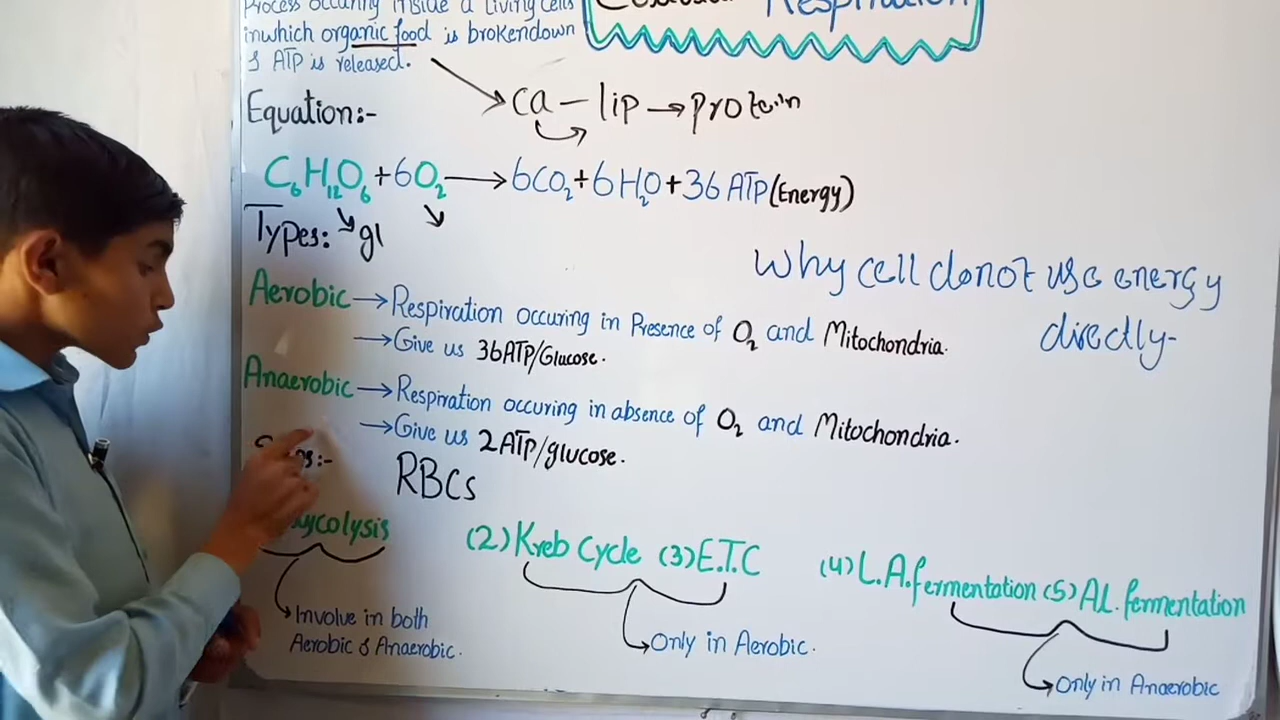 Process occuring inside a living cells
inwhich organic food is brokendown
& ATP is released.
Respiration
ca – lip → protein
Equation:-
C₆H₁₂O₆ + 6O₂ → 6CO₂ + 6H₂O + 36 ATP (Energy)
Types: gl
Why cell donot use energy
directly-
Aerobic → Respiration occuring in Presence of O₂ and Mitochondria.
→ Give us 36ATP/Glucose.
Anaerobic → Respiration occuring in absence of O₂ and Mitochondria.
→ Give us 2ATP/glucose.
RBCs
(2) Kreb Cycle (3) E.T.C (4) L.A. fermentation (5) AL. fermentation
Involve in both
Aerobic & Anaerobic.
Only in Aerobic.
Only in Anaerobic